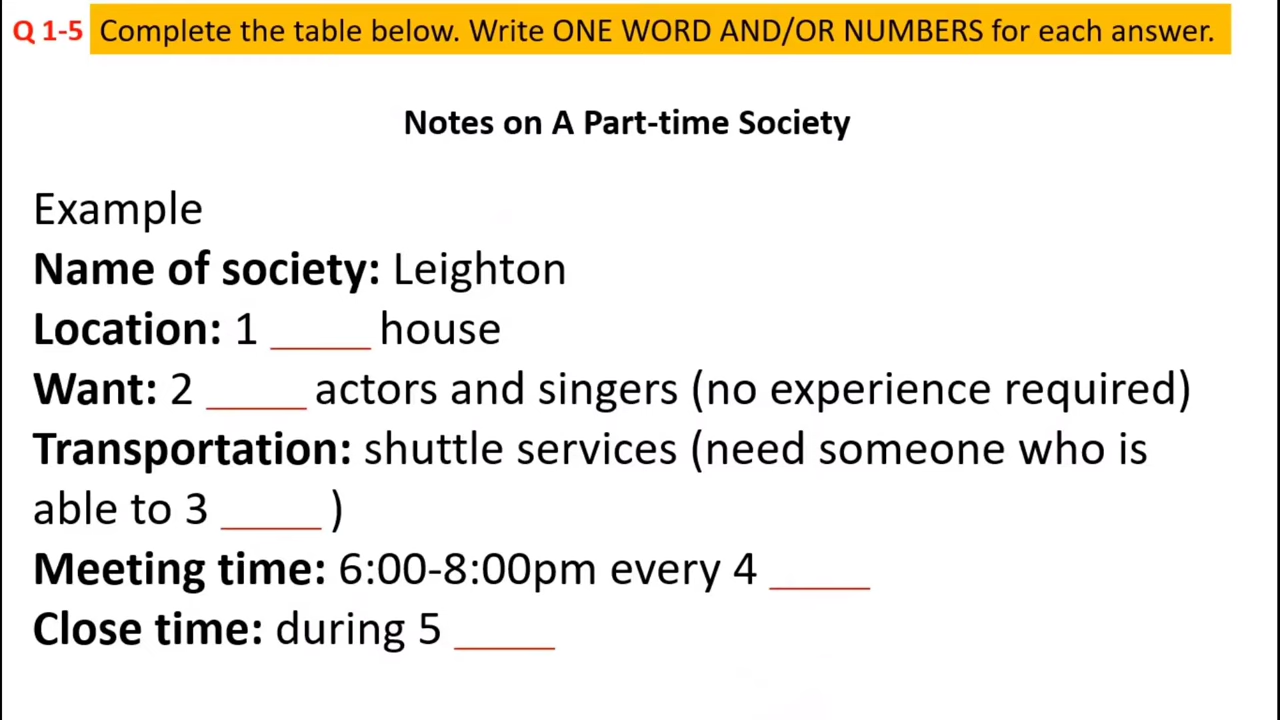 Q 1-5 Complete the table below. Write ONE WORD AND/OR NUMBERS for each answer.
Notes on A Part-time Society
Example
Name of society: Leighton
Location: 1 _____ house
Want: 2 _____ actors and singers (no experience required)
Transportation: shuttle services (need someone who is
able to 3 _____ )
Meeting time: 6:00-8:00pm every 4 _____
Close time: during 5 _____